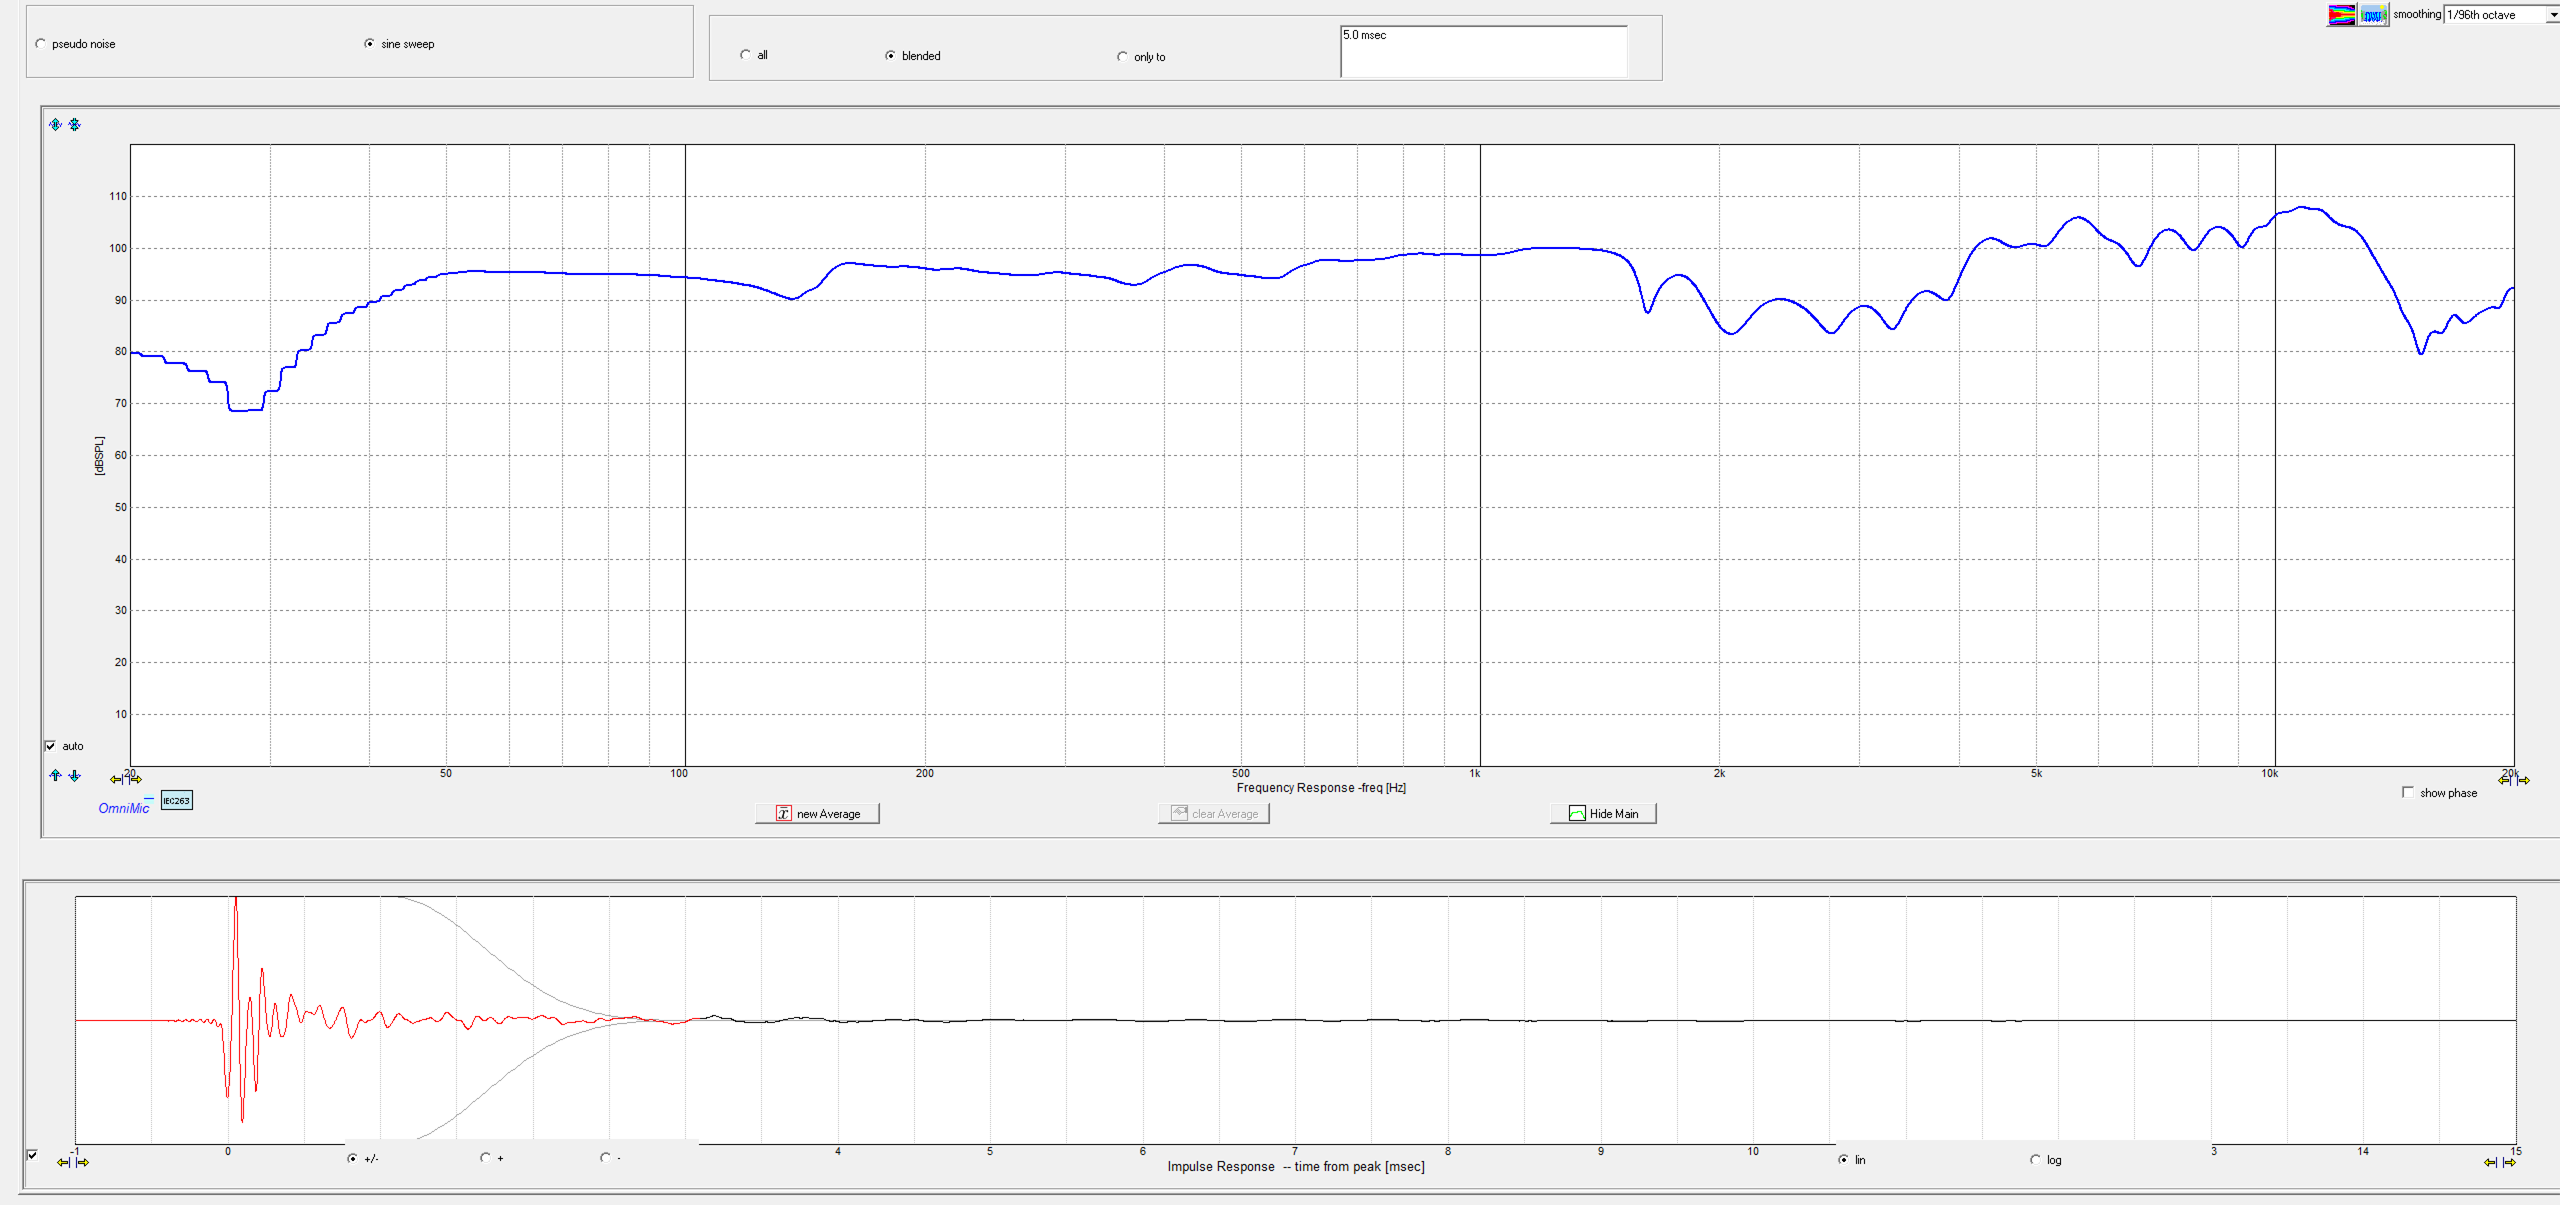 smoothing 1/96th octave
pseudo noise sine sweep
all blended only to
5.0 msec
110
100
90
80
70
60
50
40
30
20
10
[dBSPL]
auto
20 50 100 200 500 1k 2k 5k 10k 20k
Frequency Response -freq [Hz]
show phase
OmniMic
IEC263
new Average
clear Average
Hide Main
-1 0 4 5 6 7 8 9 10 3 14 15
+/- + -
Impulse Response -- time from peak [msec]
lin log